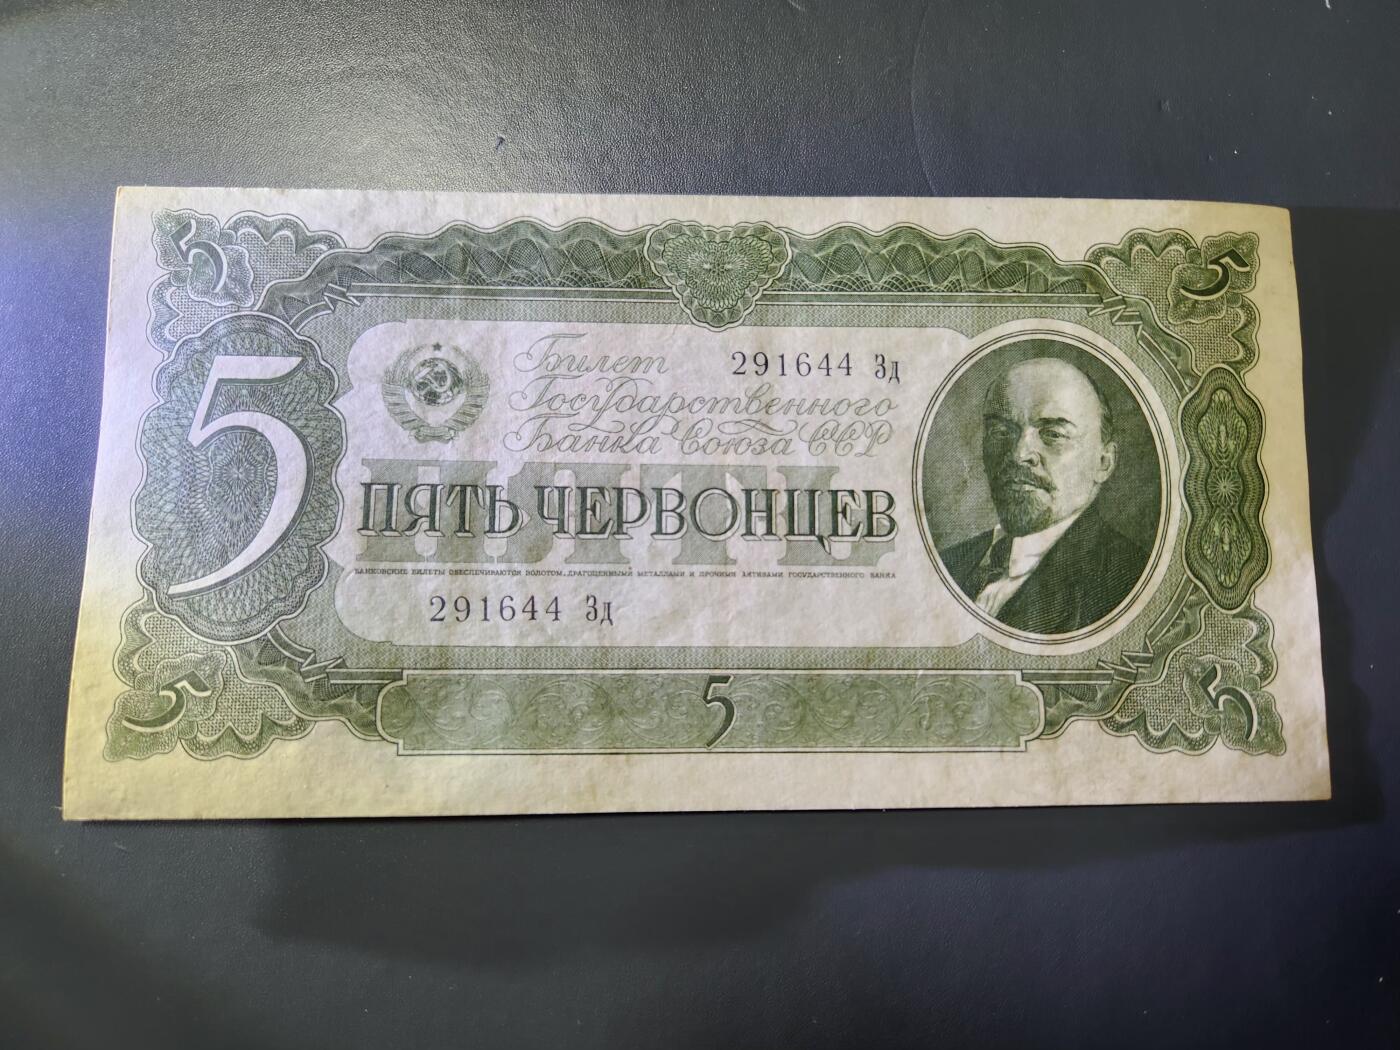 5 5
5
Билет 291644 Зд
Государственного
Банка Союза ССР
ПЯТЬ
ПЯТЬ ЧЕРВОНЦЕВ
БАНКОВСКИЕ БИЛЕТЫ ОБЕСПЕЧИВАЮТСЯ ЗОЛОТОМ, ДРАГОЦЕННЫМИ МЕТАЛЛАМИ И ПРОЧИМИ АКТИВАМИ ГОСУДАРСТВЕННОГО БАНКА
291644 Зд
5 5 5